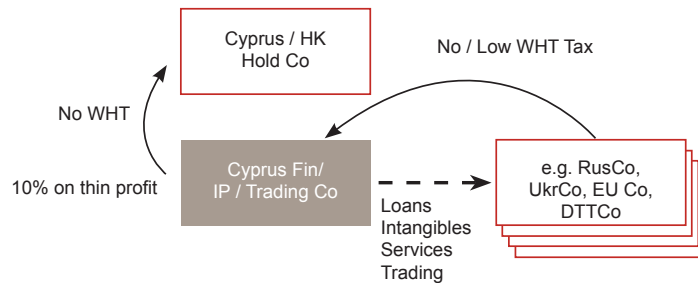 Cyprus / HK
Hold Co
No / Low WHT Tax
No WHT
10% on thin profit
Cyprus Fin/
IP / Trading Co
e.g. RusCo,
UkrCo, EU Co,
DTTCo
Loans
Intangibles
Services
Trading